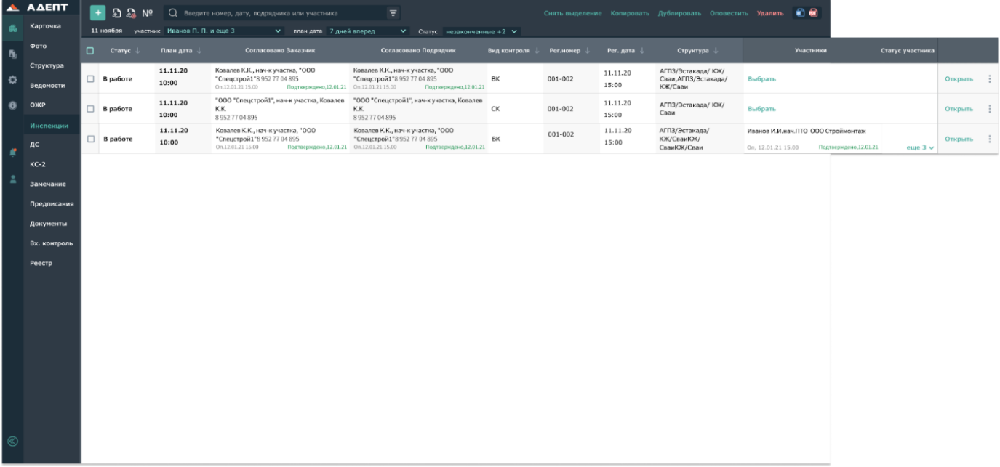 АДЕПТ
Карточка
Фото
Структура
Ведомости
ОЖР
Инспекции
ДС
КС-2
Замечание
Предписания
Документы
Вх. контроль
Реестр
№ Введите номер, дату, подрядчика или участника Снять выделение Копировать Дублировать Оповестить Удалить
11 ноября участник Иванов П. П. и еще 3 план дата 7 дней вперед Статус незаконченные +2
Статус План дата Согласовано Заказчик Согласовано Подрядчик Вид контроля Рег.номер Рег. дата Структура Участники Статус участника
В работе
11.11.20
10:00
Ковалев К.К., нач-к участка, "ООО
"Спецстрой1"8 952 77 04 895
Оп.12.01.21 15.00 Подтверждено,12.01.21
Ковалев К.К., нач-к участка, "ООО
"Спецстрой1"8 952 77 04 895
Оп.12.01.21 15.00 Подтверждено,12.01.21
ВК
001-002
11.11.20
15:00
АГПЗ/Эстакада/ КЖ/
Сваи,АГПЗ/Эстакада/
КЖ/Сваи
Выбрать
Открыть
В работе
11.11.20
10:00
"ООО "Спецстрой1", нач-к участка, Ковалев
К.К.
8 952 77 04 895
"ООО "Спецстрой1", нач-к участка, Ковалев
К.К.
8 952 77 04 895
СК
001-002
11.11.20
15:00
АГПЗ/Эстакада/ КЖ/
Сваи
Выбрать
Открыть
В работе
11.11.20
10:00
Ковалев К.К., нач-к участка, "ООО
"Спецстрой1"8 952 77 04 895
Оп.12.01.21 15.00 Подтверждено,12.01.21
Ковалев К.К., нач-к участка, "ООО
"Спецстрой1"8 952 77 04 895
Оп.12.01.21 15.00 Подтверждено,12.01.21
ВК
001-002
11.11.20
15:00
АГПЗ/Эстакада/
КЖ/СваиКЖ/
СваиКЖ/Сваи
Иванов И.И.нач.ПТО ООО Строймонтаж
Оп, 12.01.21 15.00 Подтверждено,12.01.21 еще 3
Открыть